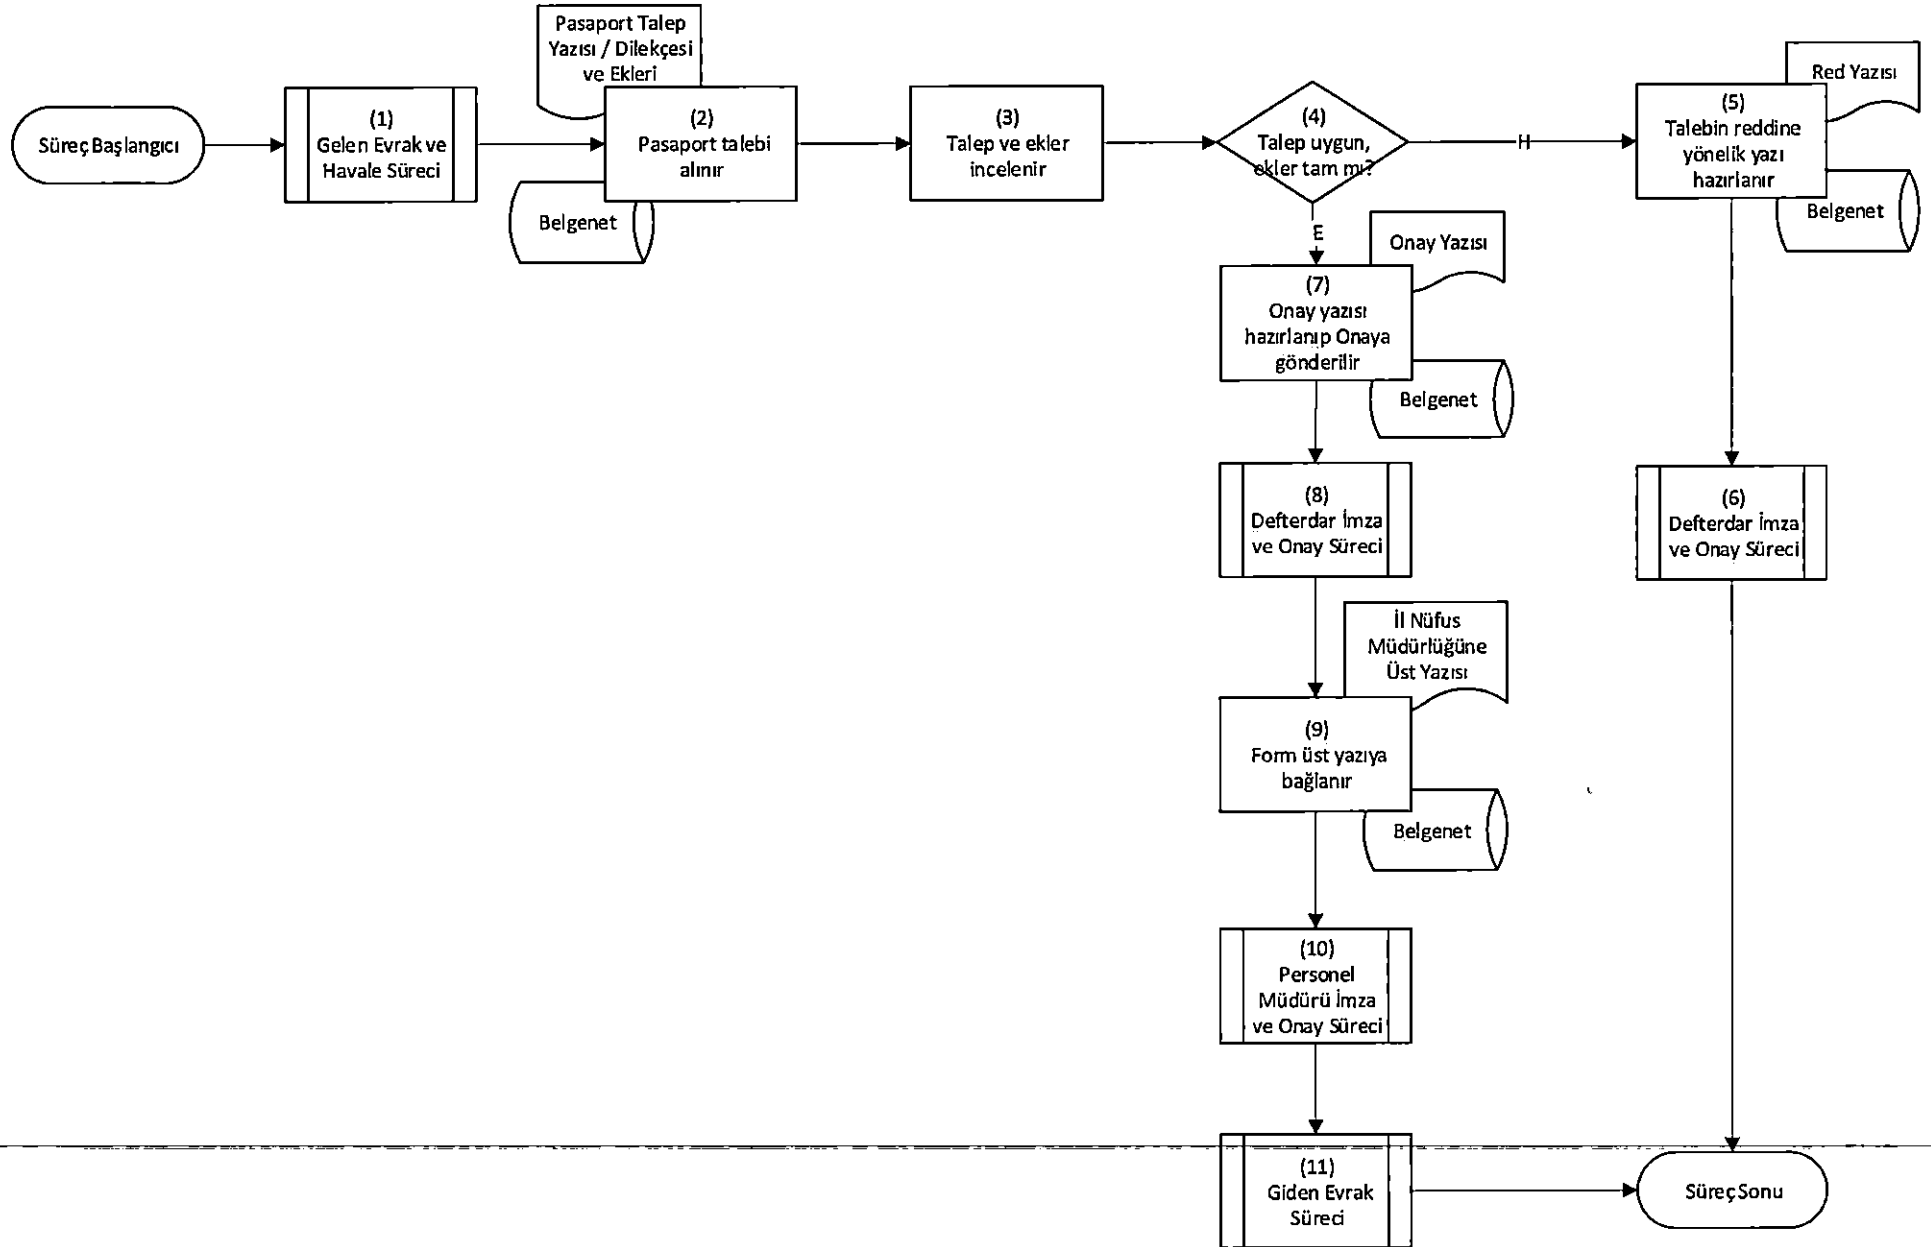 Süreç Başlangıcı
(1)
Gelen Evrak ve
Havale Süreci
Pasaport Talep
Yazısı / Dilekçesi
ve Ekleri
(2)
Pasaport talebi
alınır
Belgenet
(3)
Talep ve ekler
incelenir
(4)
Talep uygun,
ekler tam mı?
H
Red Yazısı
(5)
Talebin reddine
yönelik yazı
hazırlanır
Belgenet
E
Onay Yazısı
(7)
Onay yazısı
hazırlanıp Onaya
gönderilir
Belgenet
(8)
Defterdar İmza
ve Onay Süreci
(6)
Defterdar İmza
ve Onay Süreci
İl Nüfus
Müdürlüğüne
Üst Yazısı
(9)
Form üst yazıya
bağlanır
Belgenet
(10)
Personel
Müdürü İmza
ve Onay Süreci
(11)
Giden Evrak
Süreci
Süreç Sonu